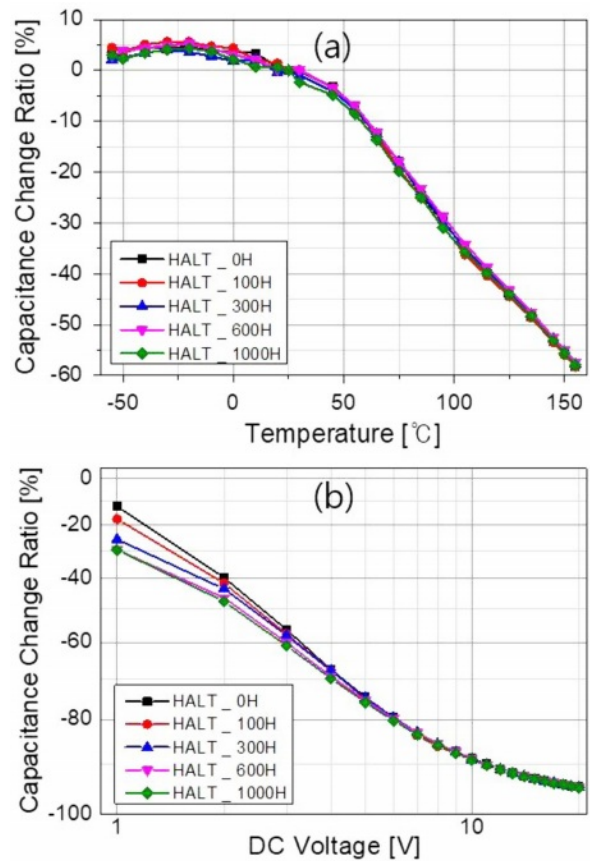 Capacitance Change Ratio [%]
10
0
-10
-20
-30
-40
-50
-60
(a)
HALT _ 0H
HALT _ 100H
HALT _ 300H
HALT _ 600H
HALT _ 1000H
-50
0
50
100
150
Temperature [℃]
Capacitance Change Ratio [%]
0
-20
-40
-60
-80
-100
(b)
HALT _ 0H
HALT _ 100H
HALT _ 300H
HALT _ 600H
HALT _ 1000H
1
10
DC Voltage [V]